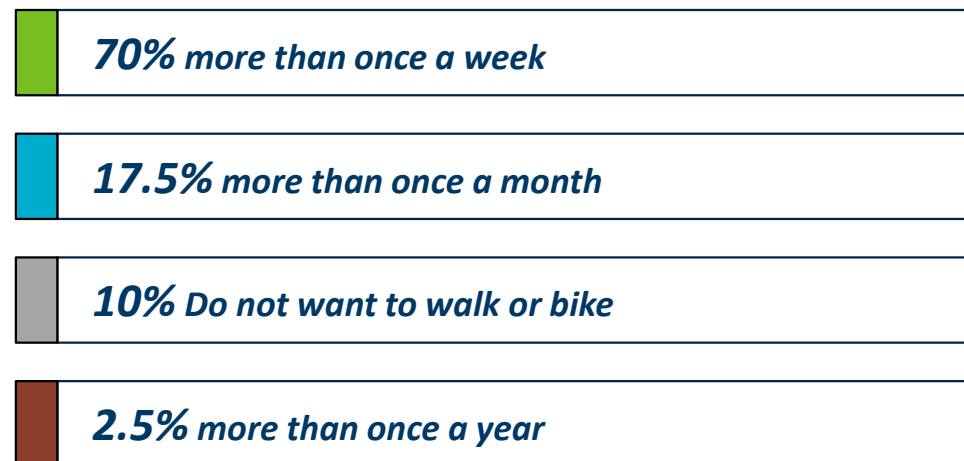 70% more than once a week
17.5% more than once a month
10% Do not want to walk or bike
2.5% more than once a year